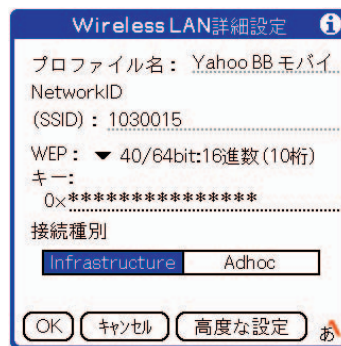 Wireless LAN詳細設定
プロファイル名： Yahoo BB モバイ
NetworkID
(SSID)： 1030015
WEP： ▼ 40/64bit:16進数(10桁)
キー:
0x***************
接続種別
Infrastructure Adhoc
OK キャンセル 高度な設定 あ